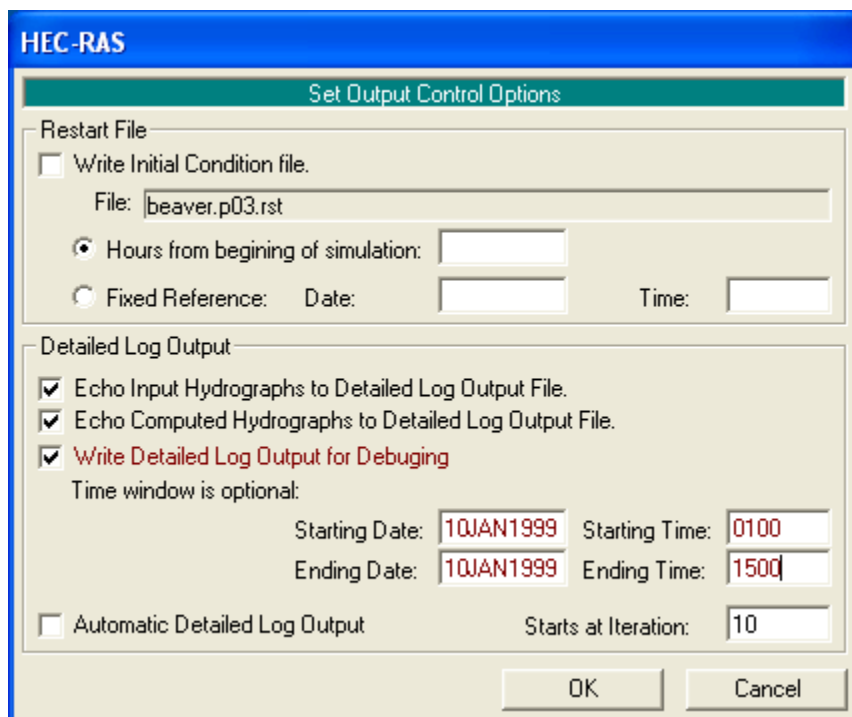 HEC-RAS
Set Output Control Options
Restart File
Write Initial Condition file.
File: beaver.p03.rst
Hours from begining of simulation:
Fixed Reference: Date: Time:
Detailed Log Output
Echo Input Hydrographs to Detailed Log Output File.
Echo Computed Hydrographs to Detailed Log Output File.
Write Detailed Log Output for Debuging
Time window is optional:
Starting Date: 10JAN1999 Starting Time: 0100
Ending Date: 10JAN1999 Ending Time: 1500
Automatic Detailed Log Output Starts at Iteration: 10
OK Cancel